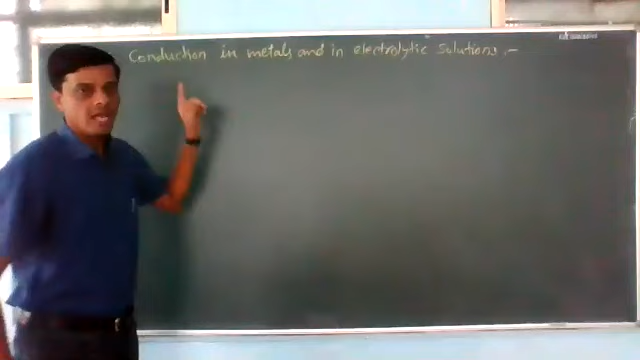 Conduction in metals and in electrolytic solutions :-